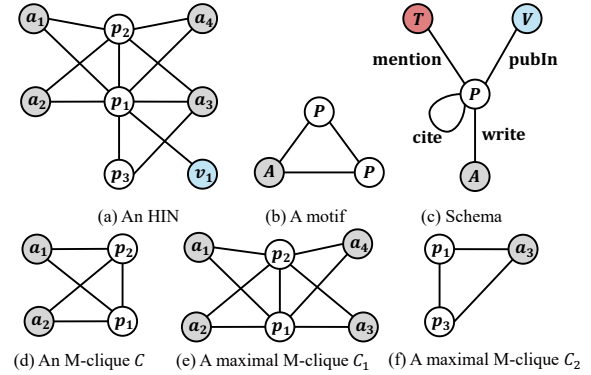 a₁ p₂ a₄
a₂ p₁ a₃
p₃ v₁
(a) An HIN
P
A P
(b) A motif
T V
mention pubIn
P
cite write
A
(c) Schema
a₁ p₂
a₂ p₁
(d) An M-clique C
a₁ p₂ a₄
a₂ p₁ a₃
(e) A maximal M-clique C₁
p₁ a₃
p₃
(f) A maximal M-clique C₂